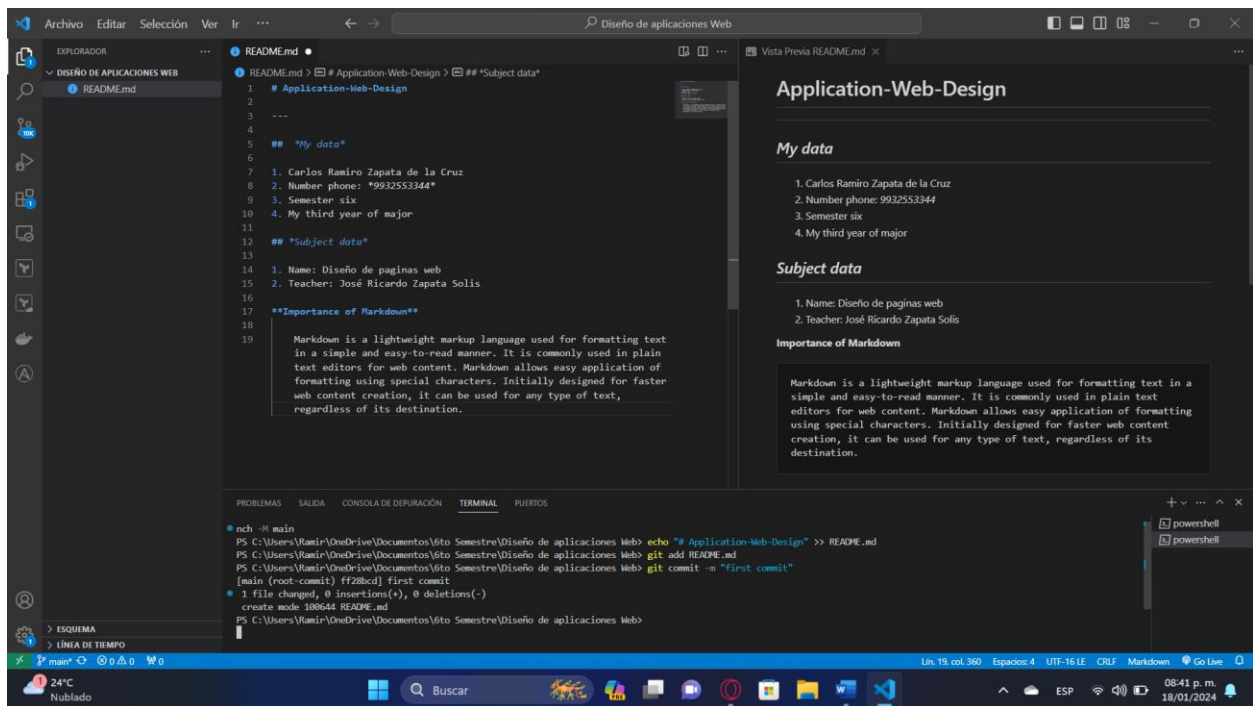 Archivo Editar Selección Ver Ir ···
Diseño de aplicaciones Web
EXPLORADOR ···
DISEÑO DE APLICACIONES WEB
README.md
1
10K
1
1
ESQUEMA
LÍNEA DE TIEMPO
README.md
README.md > # Application-Web-Design > ## *Subject data*
1 # Application-Web-Design
2
3 ---
4
5 ## *My data*
6
7 1. Carlos Ramiro Zapata de la Cruz
8 2. Number phone: *9932553344*
9 3. Semester six
10 4. My third year of major
11
12 ## *Subject data*
13
14 1. Name: Diseño de paginas web
15 2. Teacher: José Ricardo Zapata Solis
16
17 **Importance of Markdown**
18
19 Markdown is a lightweight markup language used for formatting text
in a simple and easy-to-read manner. It is commonly used in plain
text editors for web content. Markdown allows easy application of
formatting using special characters. Initially designed for faster
web content creation, it can be used for any type of text,
regardless of its destination.
Vista Previa README.md
Application-Web-Design
My data
1. Carlos Ramiro Zapata de la Cruz
2. Number phone: 9932553344
3. Semester six
4. My third year of major
Subject data
1. Name: Diseño de paginas web
2. Teacher: José Ricardo Zapata Solis
Importance of Markdown
Markdown is a lightweight markup language used for formatting text in a
simple and easy-to-read manner. It is commonly used in plain text
editors for web content. Markdown allows easy application of formatting
using special characters. Initially designed for faster web content
creation, it can be used for any type of text, regardless of its
destination.
PROBLEMAS SALIDA CONSOLA DE DEPURACIÓN TERMINAL PUERTOS
nch -M main
PS C:\Users\Ramir\OneDrive\Documentos\6to Semestre\Diseño de aplicaciones Web> echo "# Application-Web-Design" >> README.md
PS C:\Users\Ramir\OneDrive\Documentos\6to Semestre\Diseño de aplicaciones Web> git add README.md
PS C:\Users\Ramir\OneDrive\Documentos\6to Semestre\Diseño de aplicaciones Web> git commit -m "first commit"
[main (root-commit) ff28bcd] first commit
1 file changed, 0 insertions(+), 0 deletions(-)
create mode 100644 README.md
PS C:\Users\Ramir\OneDrive\Documentos\6to Semestre\Diseño de aplicaciones Web>
powershell
powershell
main* 0 0 0 Lín. 19, col. 360 Espacios: 4 UTF-16 LE CRLF Markdown Go Live
1 24°C
Nublado
Buscar
PRE
ESP
08:41 p. m.
18/01/2024